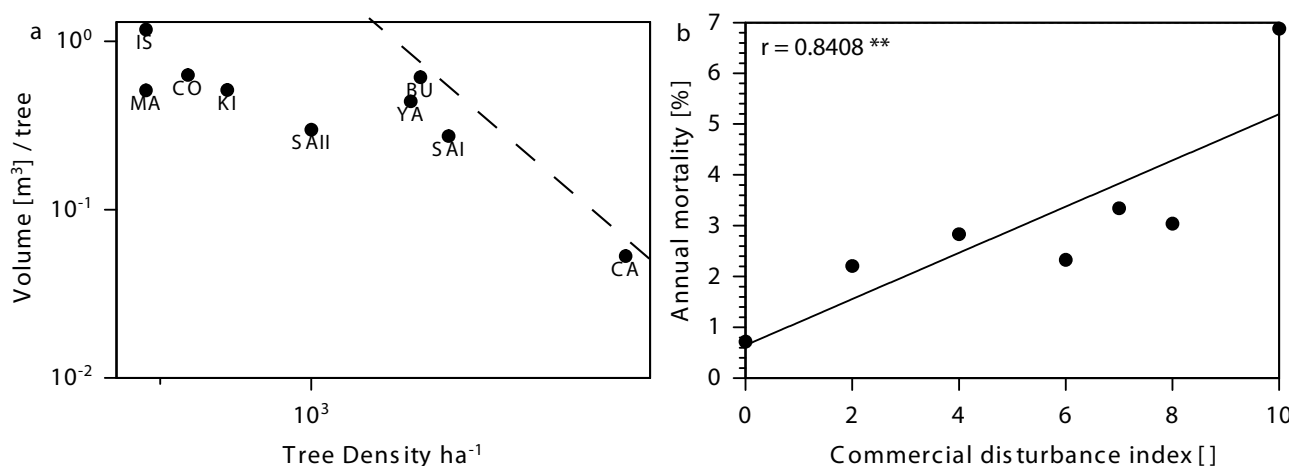 a
IS
MA
CO
KI
SAII
BU
YA
SAI
CA
10⁰
10⁻¹
10⁻²
10³
Volume [m³] / tree
Tree Density ha⁻¹
b
r = 0.8408 **
7
6
5
4
3
2
1
0
0 2 4 6 8 10
Annual mortality [%]
Commercial disturbance index [ ]